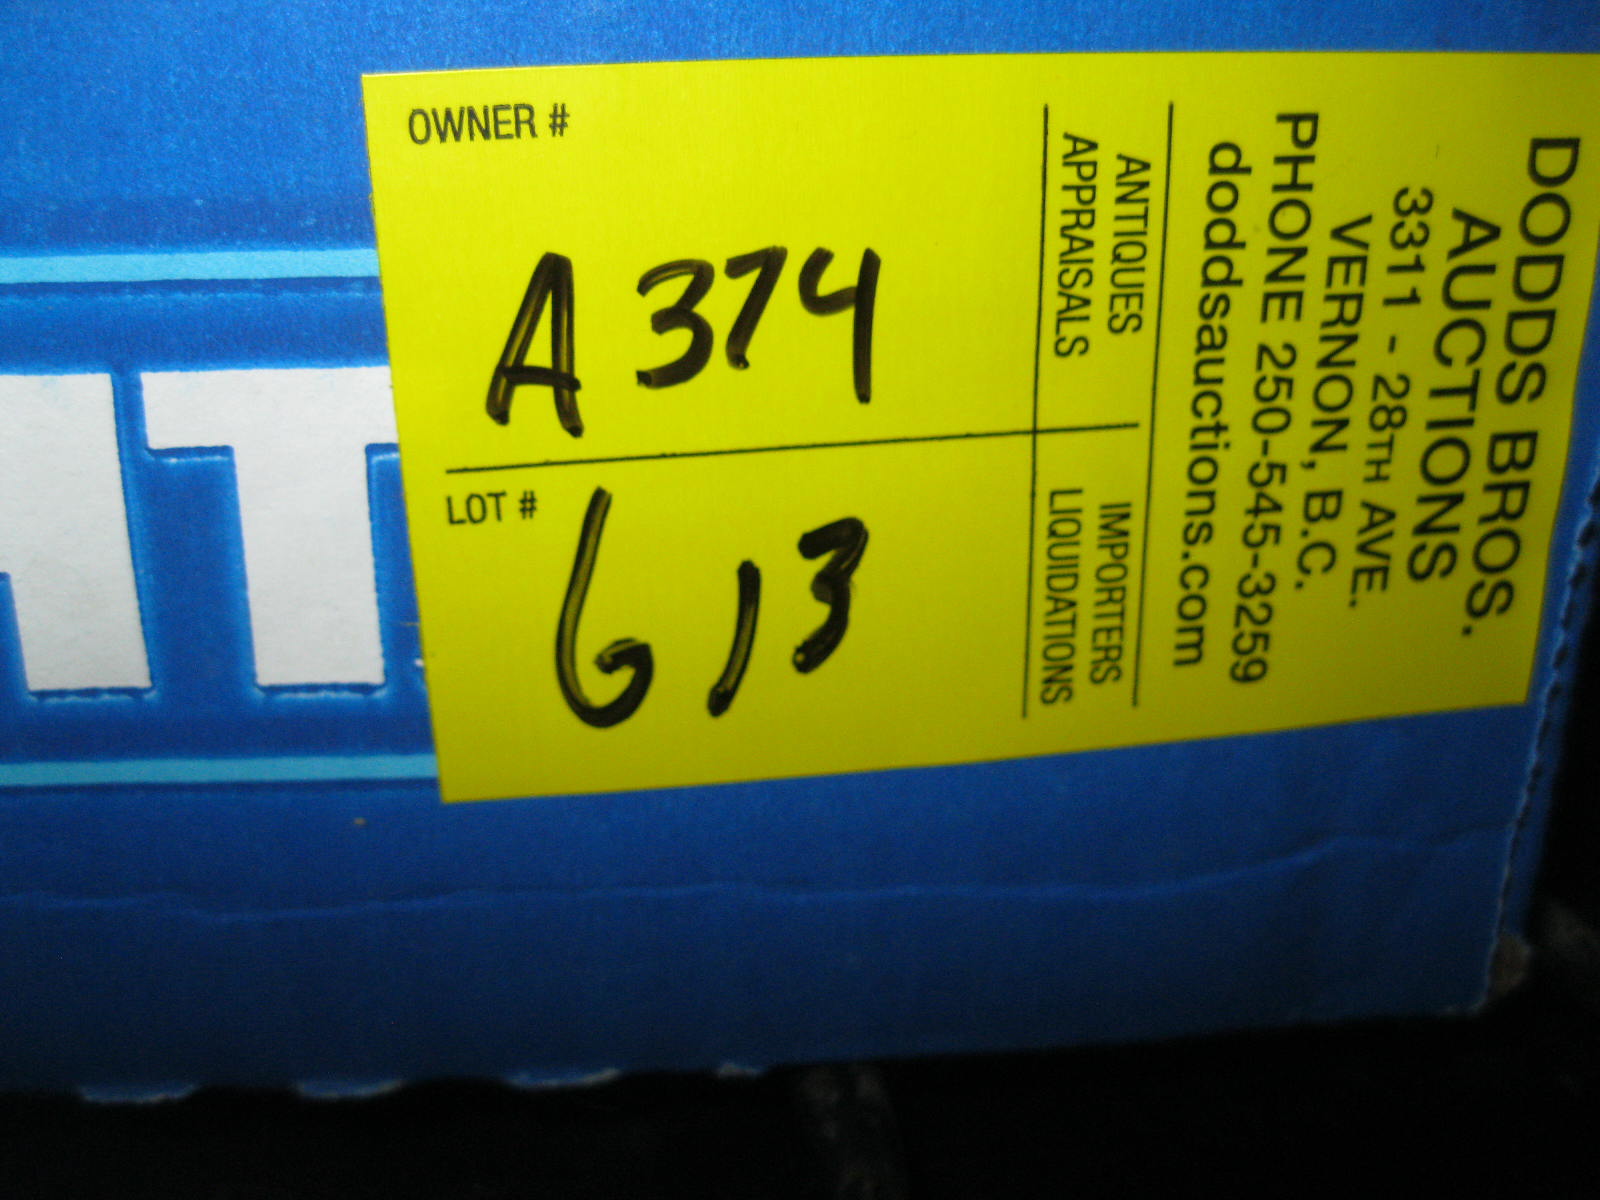 OWNER #
A374
LOT #
613
ANTIQUES
APPRAISALS
IMPORTERS
LIQUIDATIONS
DODDS BROS.
AUCTIONS
3311 - 28TH AVE.
VERNON, B.C.
PHONE 250-545-3259
doddsauctions.com